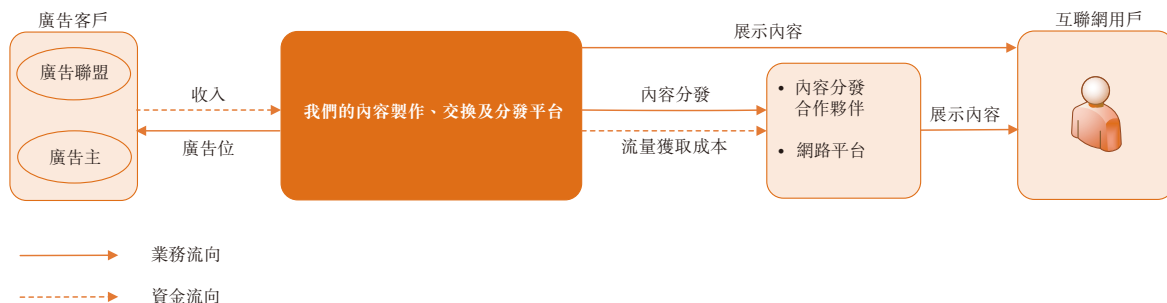 廣告客戶
廣告聯盟
廣告主
收入
廣告位
我們的內容製作、交換及分發平台
展示內容
內容分發
流量獲取成本
• 內容分發
合作夥伴
• 網路平台
展示內容
互聯網用戶
業務流向
資金流向